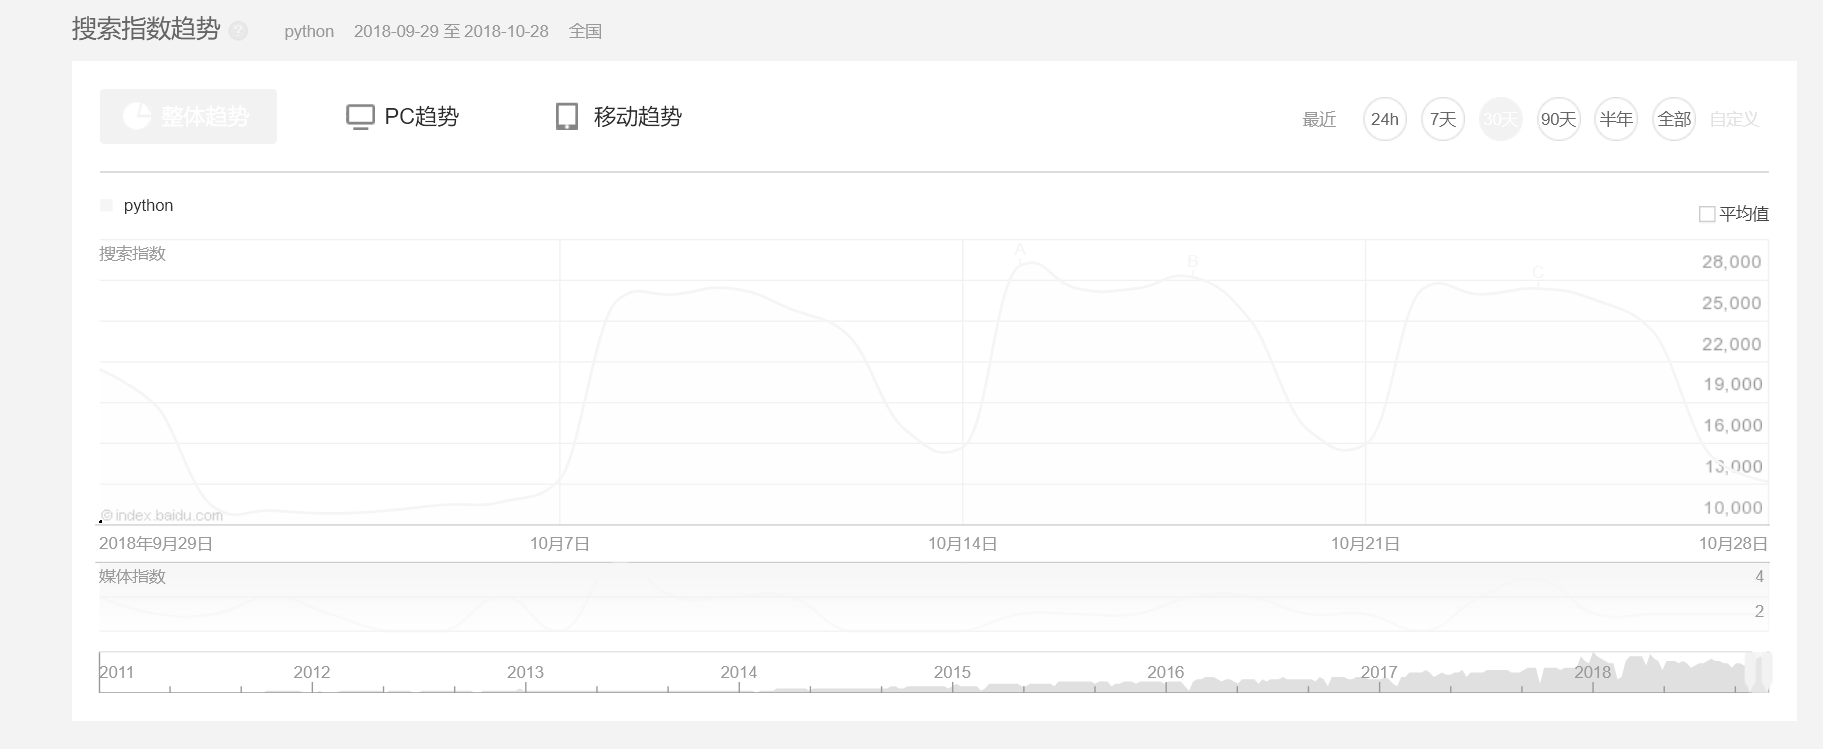 搜索指数趋势 ? python 2018-09-29 至 2018-10-28 全国
整体趋势 PC趋势 移动趋势 最近 24h 7天 30天 90天 半年 全部 自定义
python
平均值
搜索指数
A
B
C
28,000
25,000
22,000
19,000
16,000
13,000
10,000
© index.baidu.com
2018年9月29日 10月7日 10月14日 10月21日 10月28日
媒体指数
4
2
2011 2012 2013 2014 2015 2016 2017 2018